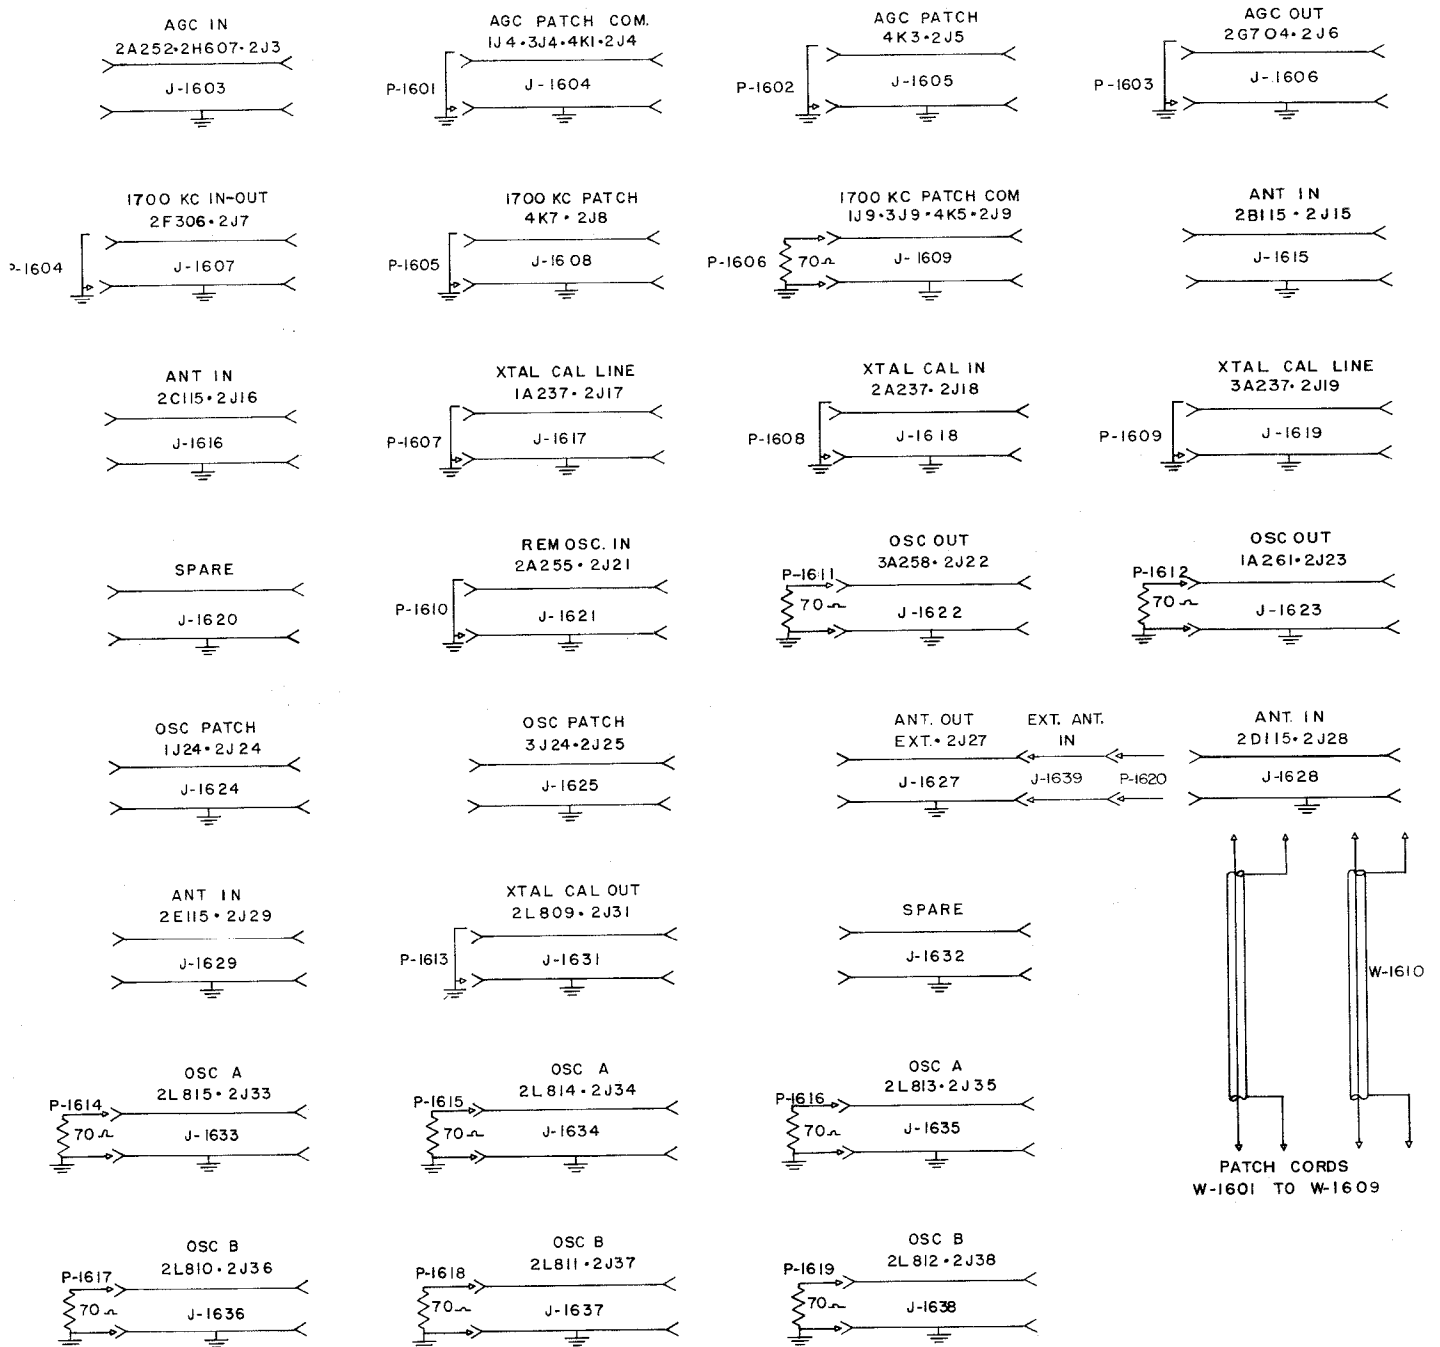 AGC IN
2A252•2H607•2J3
J-1603
AGC PATCH COM.
1J4•3J4•4K1•2J4
P-1601
J-1604
AGC PATCH
4K3•2J5
P-1602
J-1605
AGC OUT
2G704•2J6
P-1603
J-1606
1700 KC IN-OUT
2F306•2J7
P-1604
J-1607
1700 KC PATCH
4K7•2J8
P-1605
J-1608
1700 KC PATCH COM
1J9•3J9•4K5•2J9
P-1606
70Ω
J-1609
ANT IN
2B115•2J15
J-1615
ANT IN
2C115•2J16
J-1616
XTAL CAL LINE
1A237•2J17
P-1607
J-1617
XTAL CAL IN
2A237•2J18
P-1608
J-1618
XTAL CAL LINE
3A237•2J19
P-1609
J-1619
SPARE
J-1620
REM OSC. IN
2A255•2J21
P-1610
J-1621
OSC OUT
3A258•2J22
P-1611
70Ω
J-1622
OSC OUT
1A261•2J23
P-1612
70Ω
J-1623
OSC PATCH
1J24•2J24
J-1624
OSC PATCH
3J24•2J25
J-1625
ANT. OUT
EXT.•2J27
J-1627
EXT. ANT.
IN
J-1639
P-1620
ANT. IN
2D115•2J28
J-1628
ANT IN
2E115•2J29
J-1629
XTAL CAL OUT
2L809•2J31
P-1613
J-1631
SPARE
J-1632
W-1610
OSC A
2L815•2J33
P-1614
70Ω
J-1633
OSC A
2L814•2J34
P-1615
70Ω
J-1634
OSC A
2L813•2J35
P-1616
70Ω
J-1635
PATCH CORDS
W-1601 TO W-1609
OSC B
2L810•2J36
P-1617
70Ω
J-1636
OSC B
2L811•2J37
P-1618
70Ω
J-1637
OSC B
2L812•2J38
P-1619
70Ω
J-1638